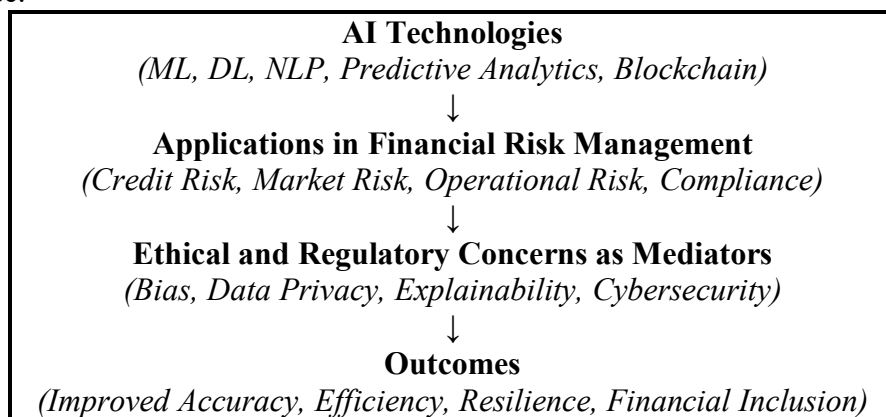 AI Technologies
(ML, DL, NLP, Predictive Analytics, Blockchain)
↓
Applications in Financial Risk Management
(Credit Risk, Market Risk, Operational Risk, Compliance)
↓
Ethical and Regulatory Concerns as Mediators
(Bias, Data Privacy, Explainability, Cybersecurity)
↓
Outcomes
(Improved Accuracy, Efficiency, Resilience, Financial Inclusion)